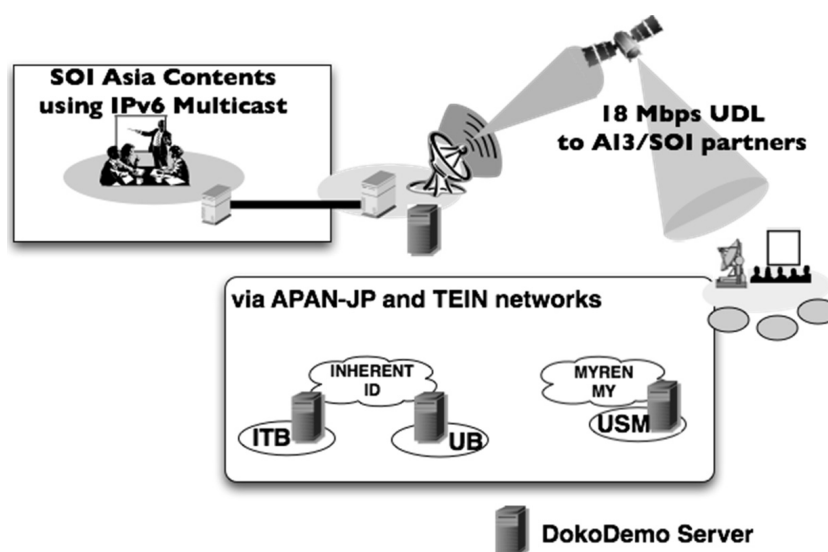 SOI Asia Contents
using IPv6 Multicast
18 Mbps UDL
to AI3/SOI partners
via APAN-JP and TEIN networks
INHERENT
ID
MYREN
MY
ITB
UB
USM
DokoDemo Server